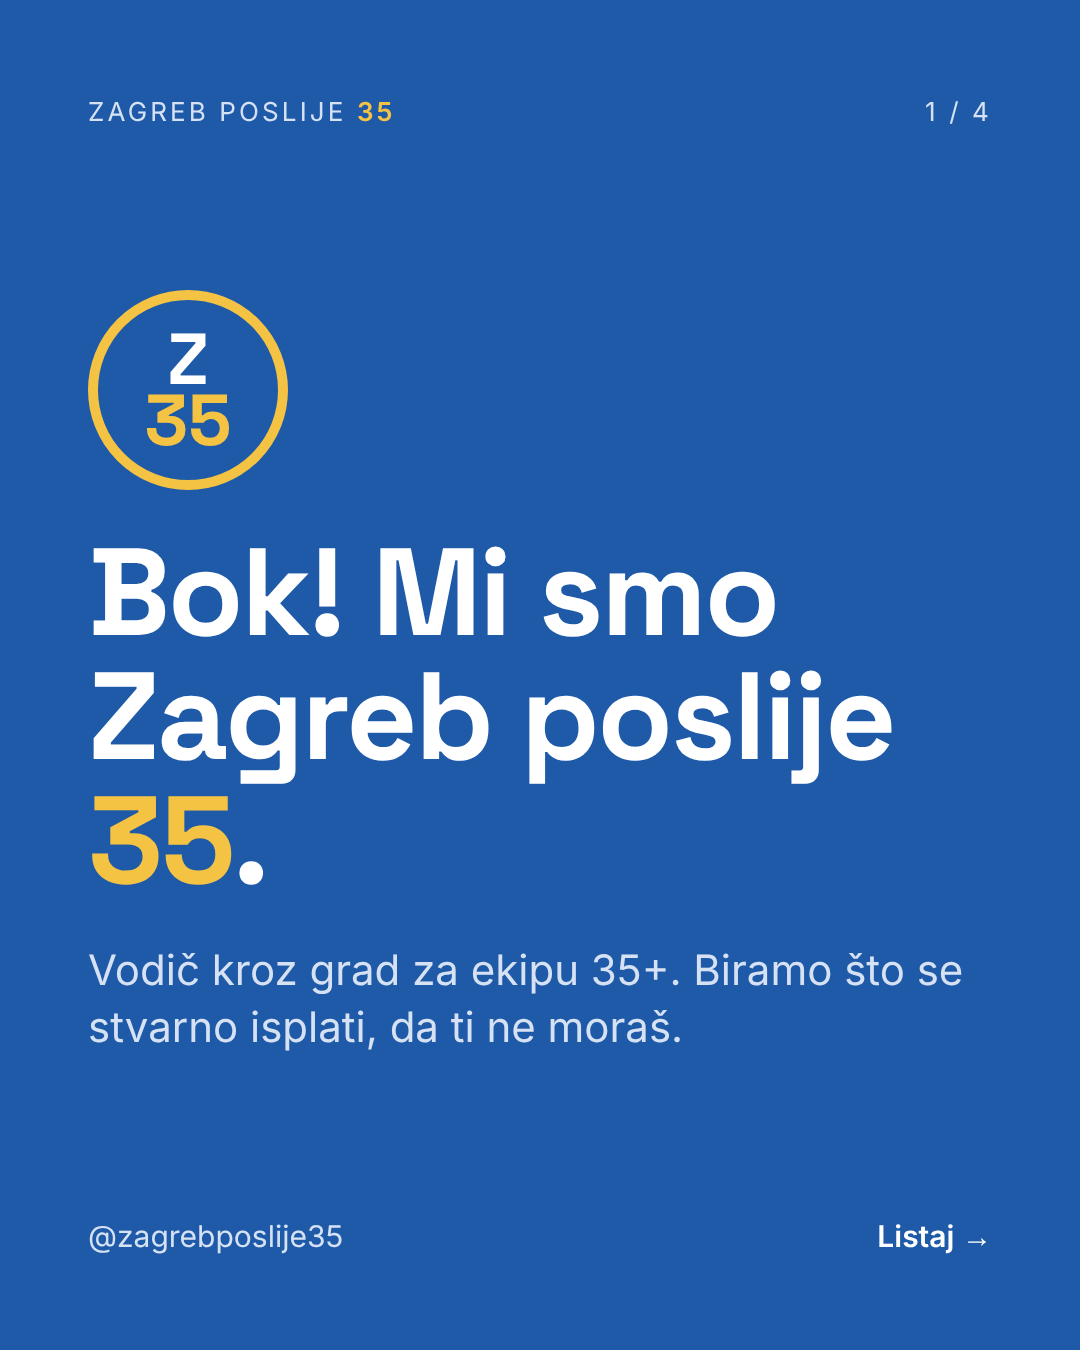 ZAGREB POSLIJE 35
1 / 4
Z
35
Bok! Mi smo
Zagreb poslije
35.
Vodič kroz grad za ekipu 35+. Biramo što se
stvarno isplati, da ti ne moraš.
@zagrebposlije35
Listaj →